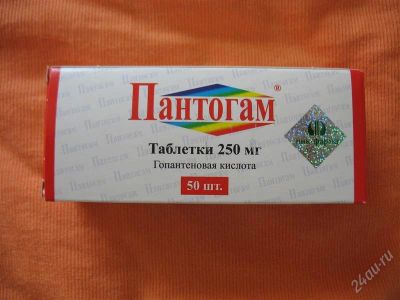 Пантогам®
Таблетки 250 мг
Гопантеновая кислота
50 шт.
24au.ru